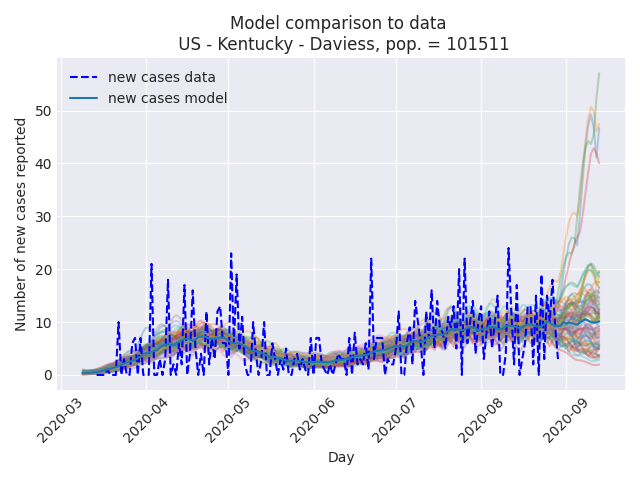 Model comparison to data
US - Kentucky - Daviess, pop. = 101511
new cases data
new cases model
Number of new cases reported
50
40
30
20
10
0
2020-03
2020-04
2020-05
2020-06
2020-07
2020-08
2020-09
Day